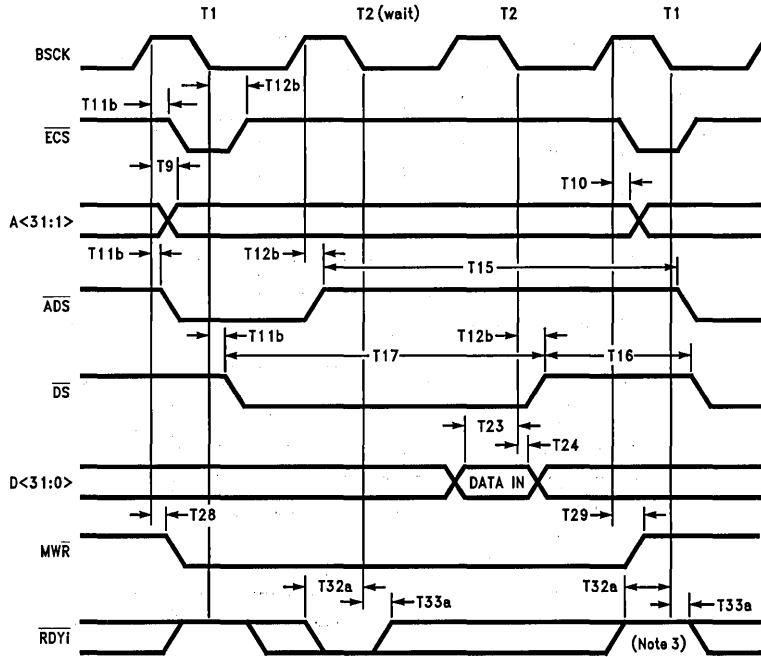 T1 T2 (wait) T2 T1
BSCK
T11b T12b
ECS
T9 T10
A<31:1>
T11b T12b T15
ADS
T11b T17 T12b T16
DS
T23 T24
D<31:0> DATA IN
T28 T29
MWR
T32a T33a T32a T33a
RDYi (Note 3)